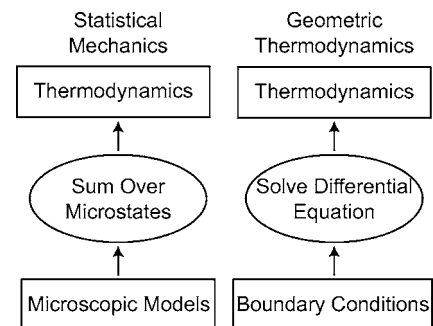 Statistical
Mechanics
Thermodynamics
Sum Over
Microstates
Microscopic Models
Geometric
Thermodynamics
Thermodynamics
Solve Differential
Equation
Boundary Conditions